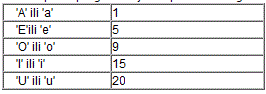 'A' ili 'a' 1
'E'ili 'e' 5
'O' ili 'o' 9
'I' ili 'i' 15
'U' ili 'u' 20